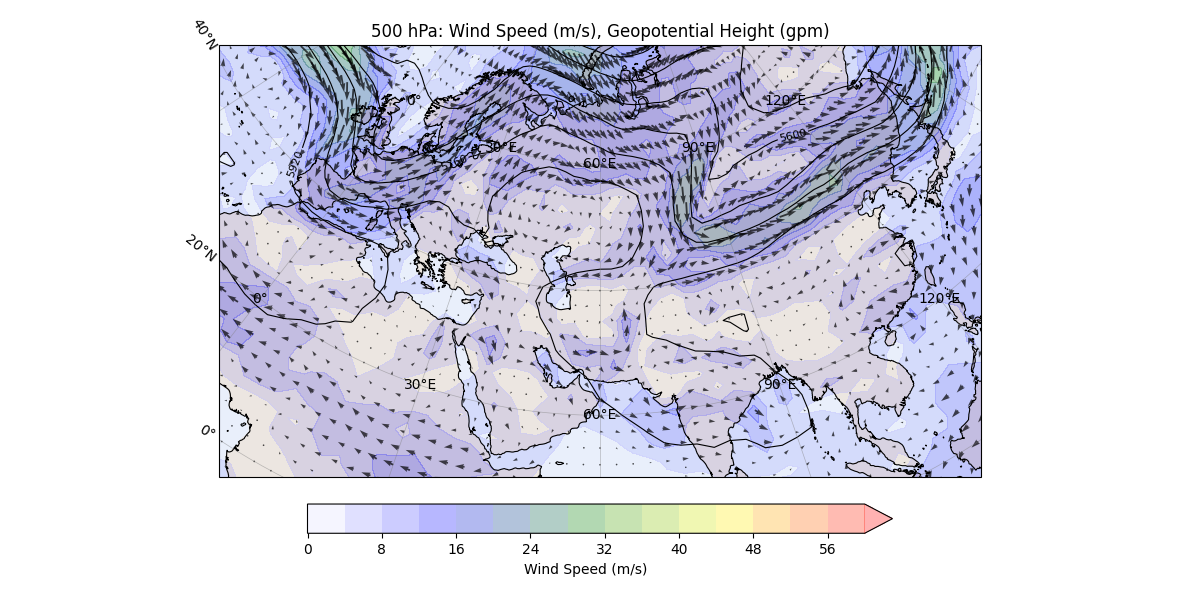 500 hPa: Wind Speed (m/s), Geopotential Height (gpm)
40°N
0°
120°E
5600
30°E
90°E
60°E
5920
20°N
0°
120°E
30°E
90°E
60°E
0°
0 8 16 24 32 40 48 56
Wind Speed (m/s)